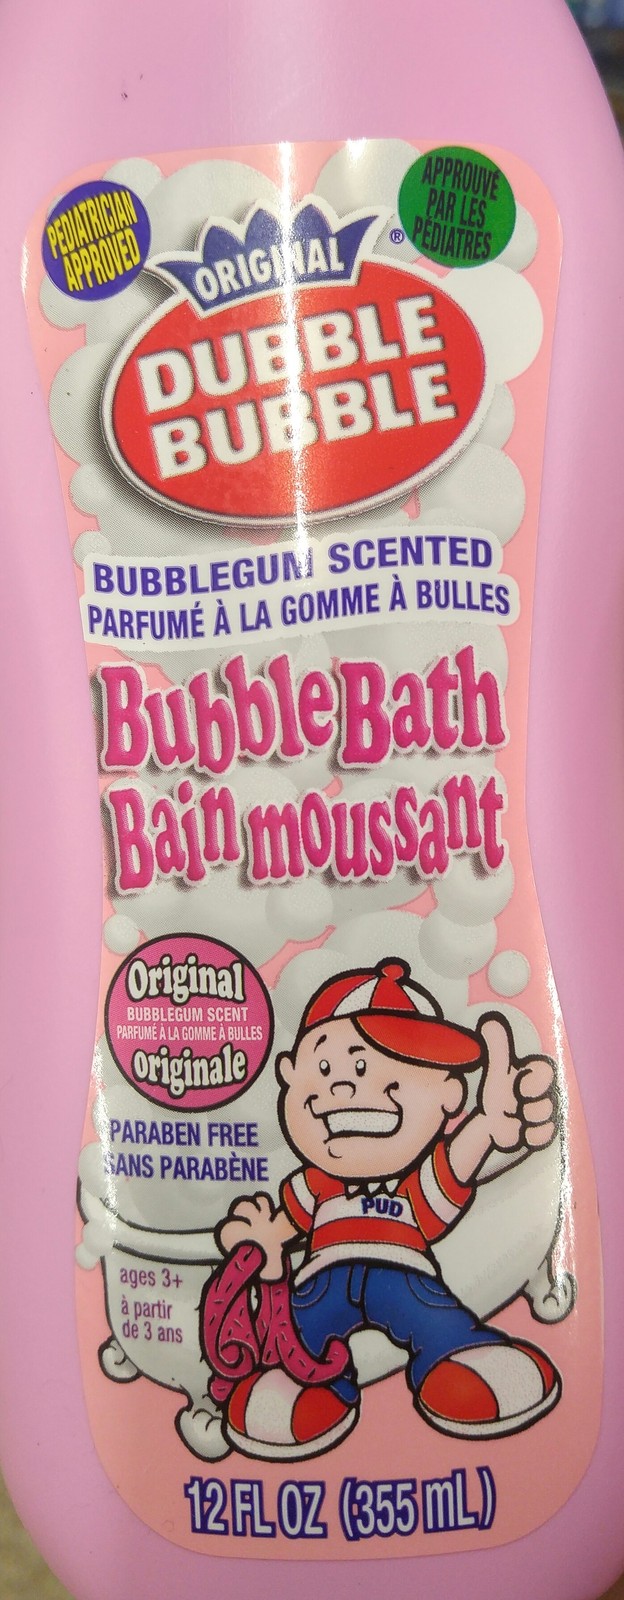 PEDIATRICIAN
APPROVED
APPROUVÉ
PAR LES
PÉDIATRES
ORIGINAL ®
DUBBLE
BUBBLE
BUBBLEGUM SCENTED
PARFUMÉ À LA GOMME À BULLES
Bubble Bath
Bain moussant
Original
BUBBLEGUM SCENT
PARFUMÉ À LA GOMME À BULLES
originale
PARABEN FREE
SANS PARABÈNE
PUD
ages 3+
à partir
de 3 ans
12 FL OZ (355 mL)